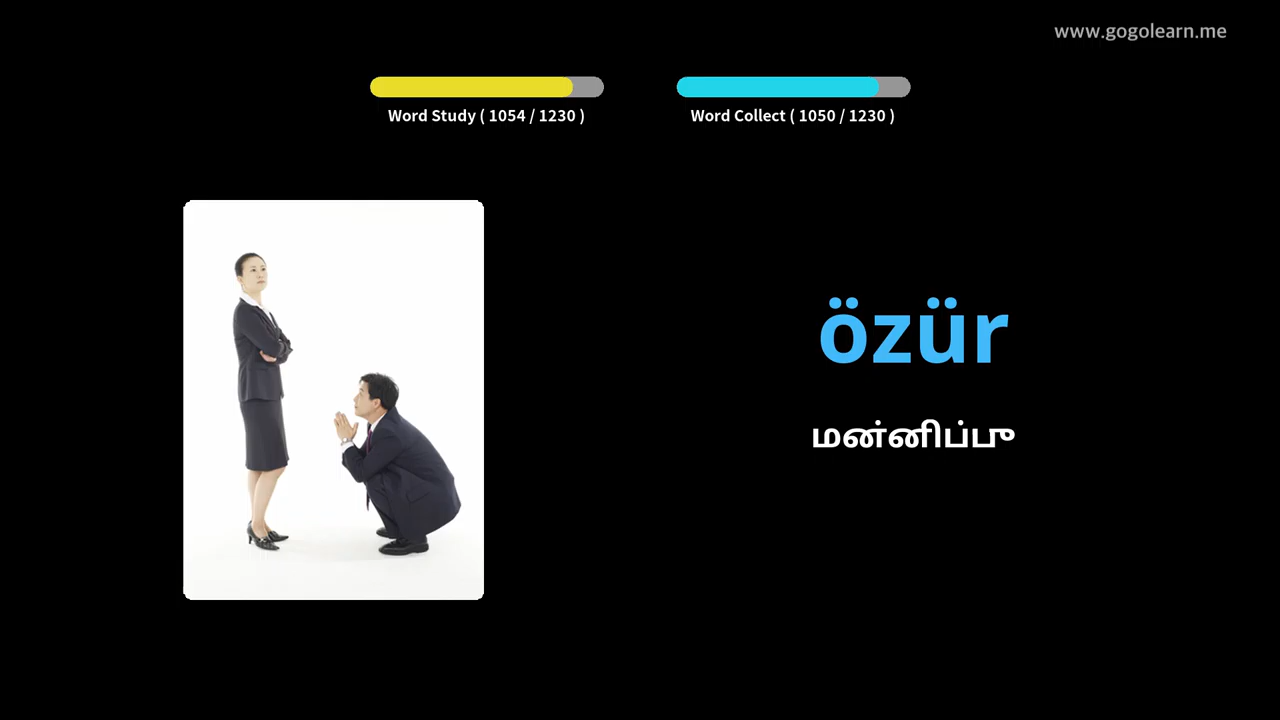 www.gogolearn.me
Word Study ( 1054 / 1230 )
Word Collect ( 1050 / 1230 )
özür
மன்னிப்பு